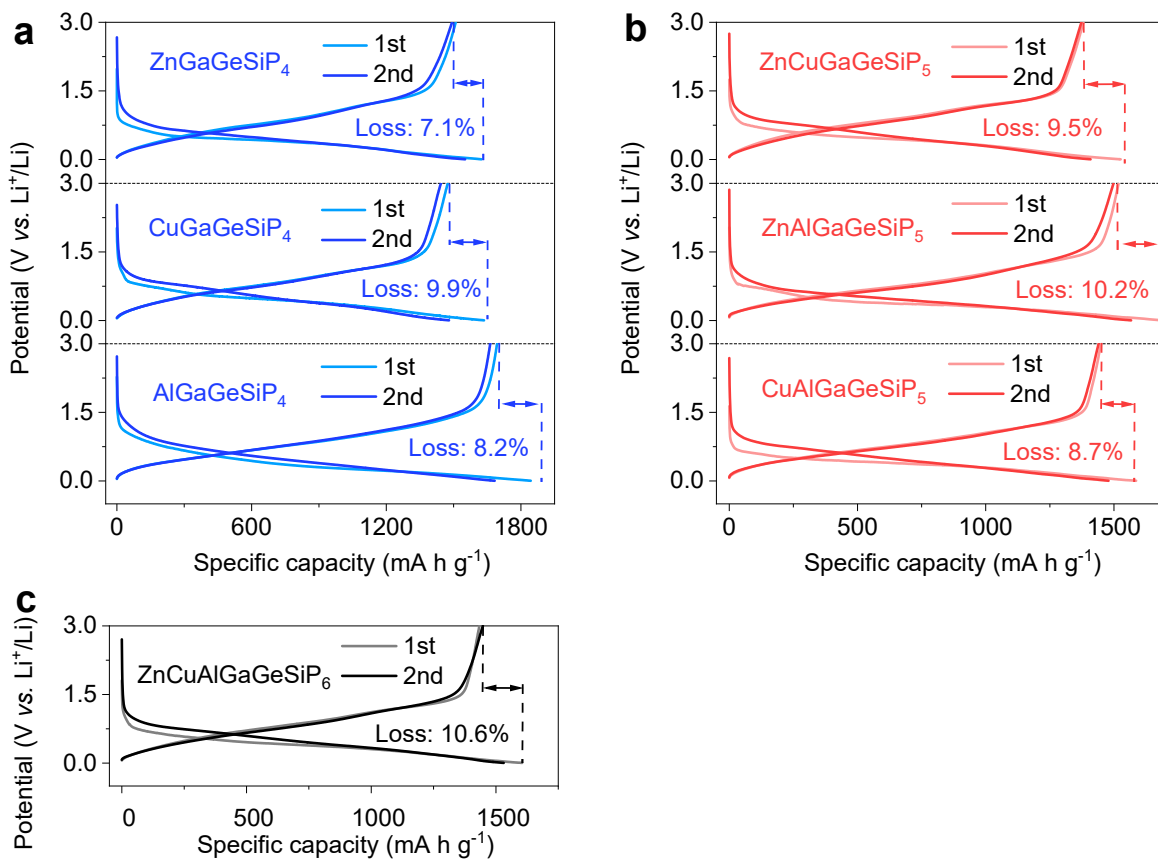 a
3.0
1.5
0.0
ZnGaGeSiP₄
1st
2nd
Loss: 7.1%
3.0
1.5
0.0
CuGaGeSiP₄
1st
2nd
Loss: 9.9%
3.0
1.5
0.0
AlGaGeSiP₄
1st
2nd
Loss: 8.2%
Potential (V vs. Li⁺/Li)
0 600 1200 1800
Specific capacity (mA h g⁻¹)
b
3.0
1.5
0.0
ZnCuGaGeSiP₅
1st
2nd
Loss: 9.5%
3.0
1.5
0.0
ZnAlGaGeSiP₅
1st
2nd
Loss: 10.2%
3.0
1.5
0.0
CuAlGaGeSiP₅
1st
2nd
Loss: 8.7%
Potential (V vs. Li⁺/Li)
0 500 1000 1500
Specific capacity (mA h g⁻¹)
c
3.0
1.5
0.0
ZnCuAlGaGeSiP₆
1st
2nd
Loss: 10.6%
Potential (V vs. Li⁺/Li)
0 500 1000 1500
Specific capacity (mA h g⁻¹)